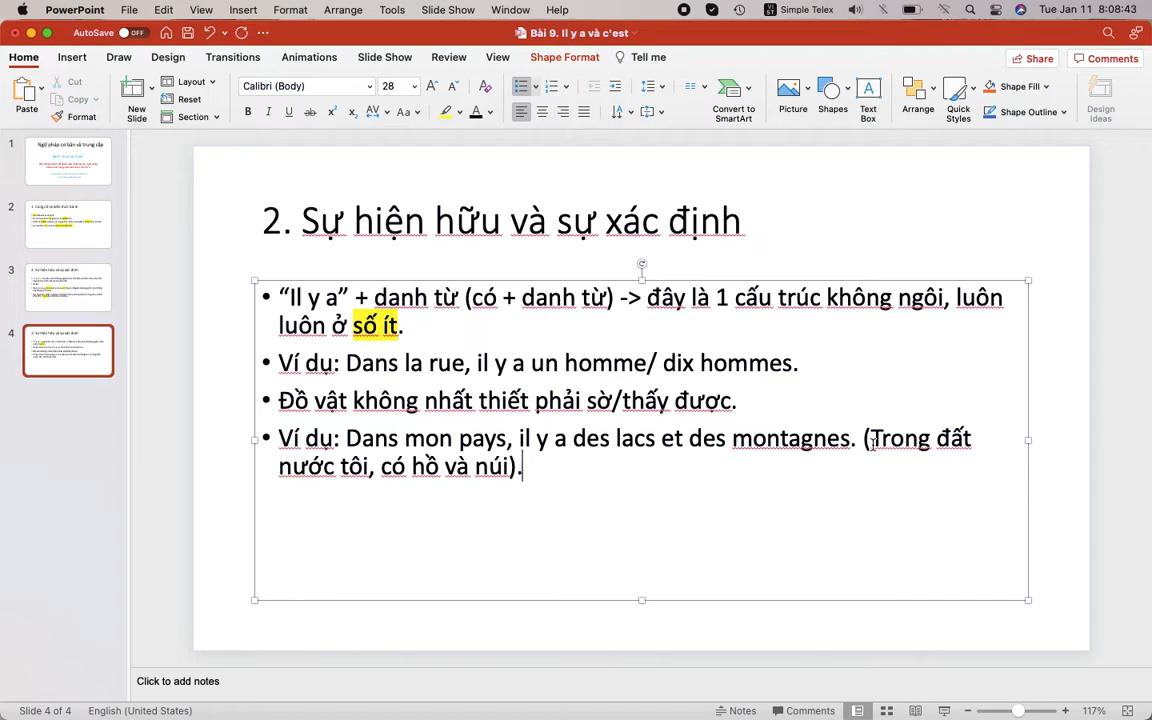 PowerPoint File Edit View Insert Format Arrange Tools Slide Show Window Help Simple Telex Tue Jan 11 8:08:43
AutoSave OFF Bài 9. Il y a và c'est
Home Insert Draw Design Transitions Animations Slide Show Review View Shape Format Tell me Share Comments
Paste Cut Copy Format New Slide Layout Reset Section Calibri (Body) 28 Convert to SmartArt Picture Shapes Text Box Arrange Quick Styles Shape Fill Shape Outline Design Ideas
1
2
3
4
2. Sự hiện hữu và sự xác định
• “Il y a” + danh từ (có + danh từ) -> đây là 1 cấu trúc không ngôi, luôn
luôn ở số ít.
• Ví dụ: Dans la rue, il y a un homme/ dix hommes.
• Đồ vật không nhất thiết phải sờ/thấy được.
• Ví dụ: Dans mon pays, il y a des lacs et des montagnes. (Trong đất
nước tôi, có hồ và núi).
Click to add notes
Slide 4 of 4 English (United States) Notes Comments 117%